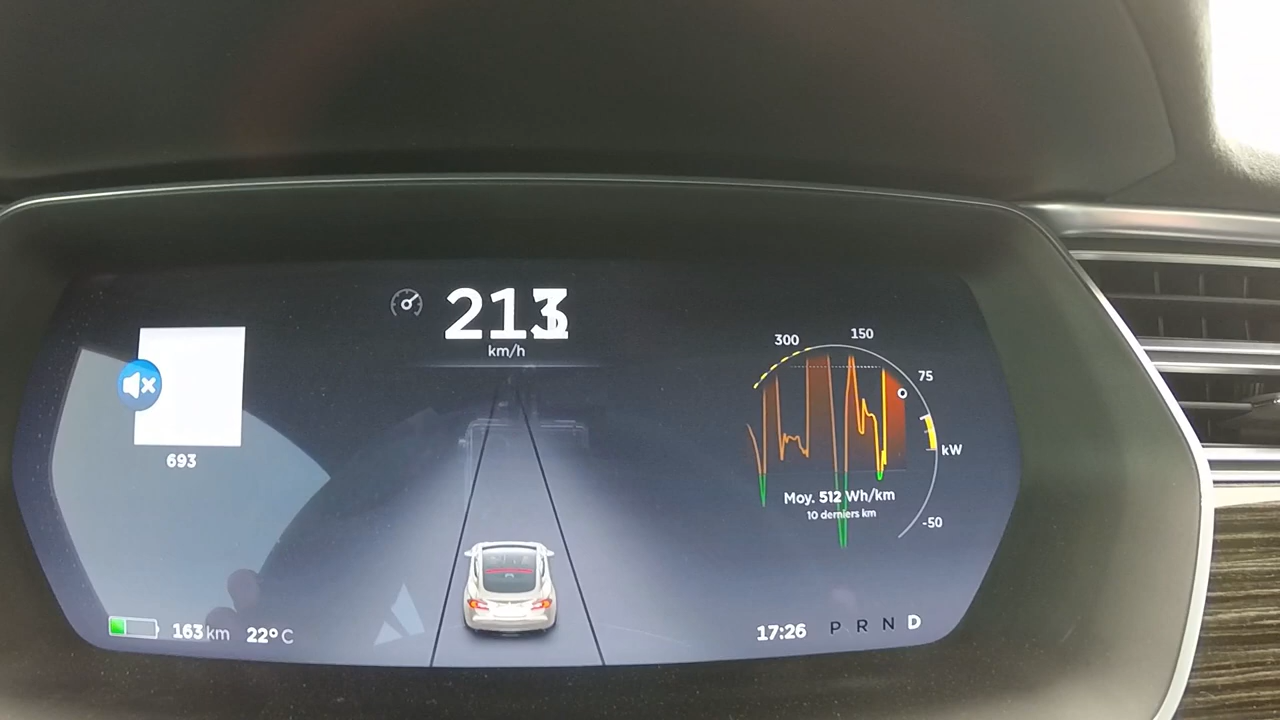 km/h
693
300
150
75
kW
-50
Moy. 512 Wh/km
10 derniers km
163 km 22° C
17:26 P R N D